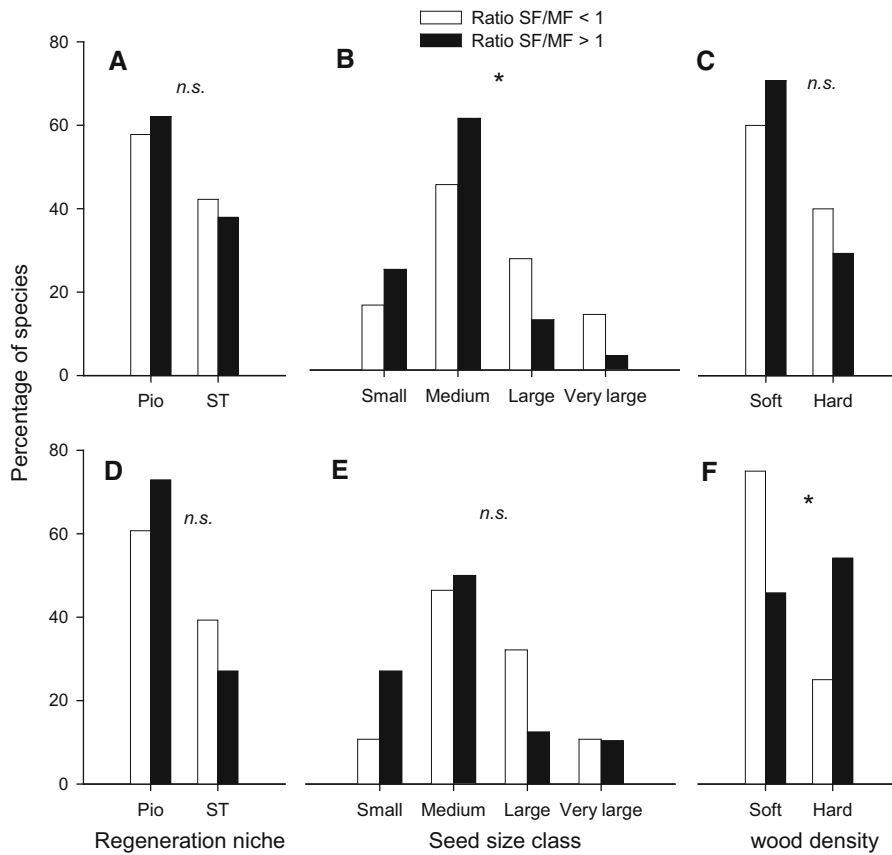 Ratio SF/MF < 1
Ratio SF/MF > 1
Percentage of species
A
n.s.
80
60
40
20
0
Pio ST
B
*
Small Medium Large Very large
C
n.s.
Soft Hard
D
n.s.
80
60
40
20
0
Pio ST
Regeneration niche
E
n.s.
Small Medium Large Very large
Seed size class
F
*
Soft Hard
wood density